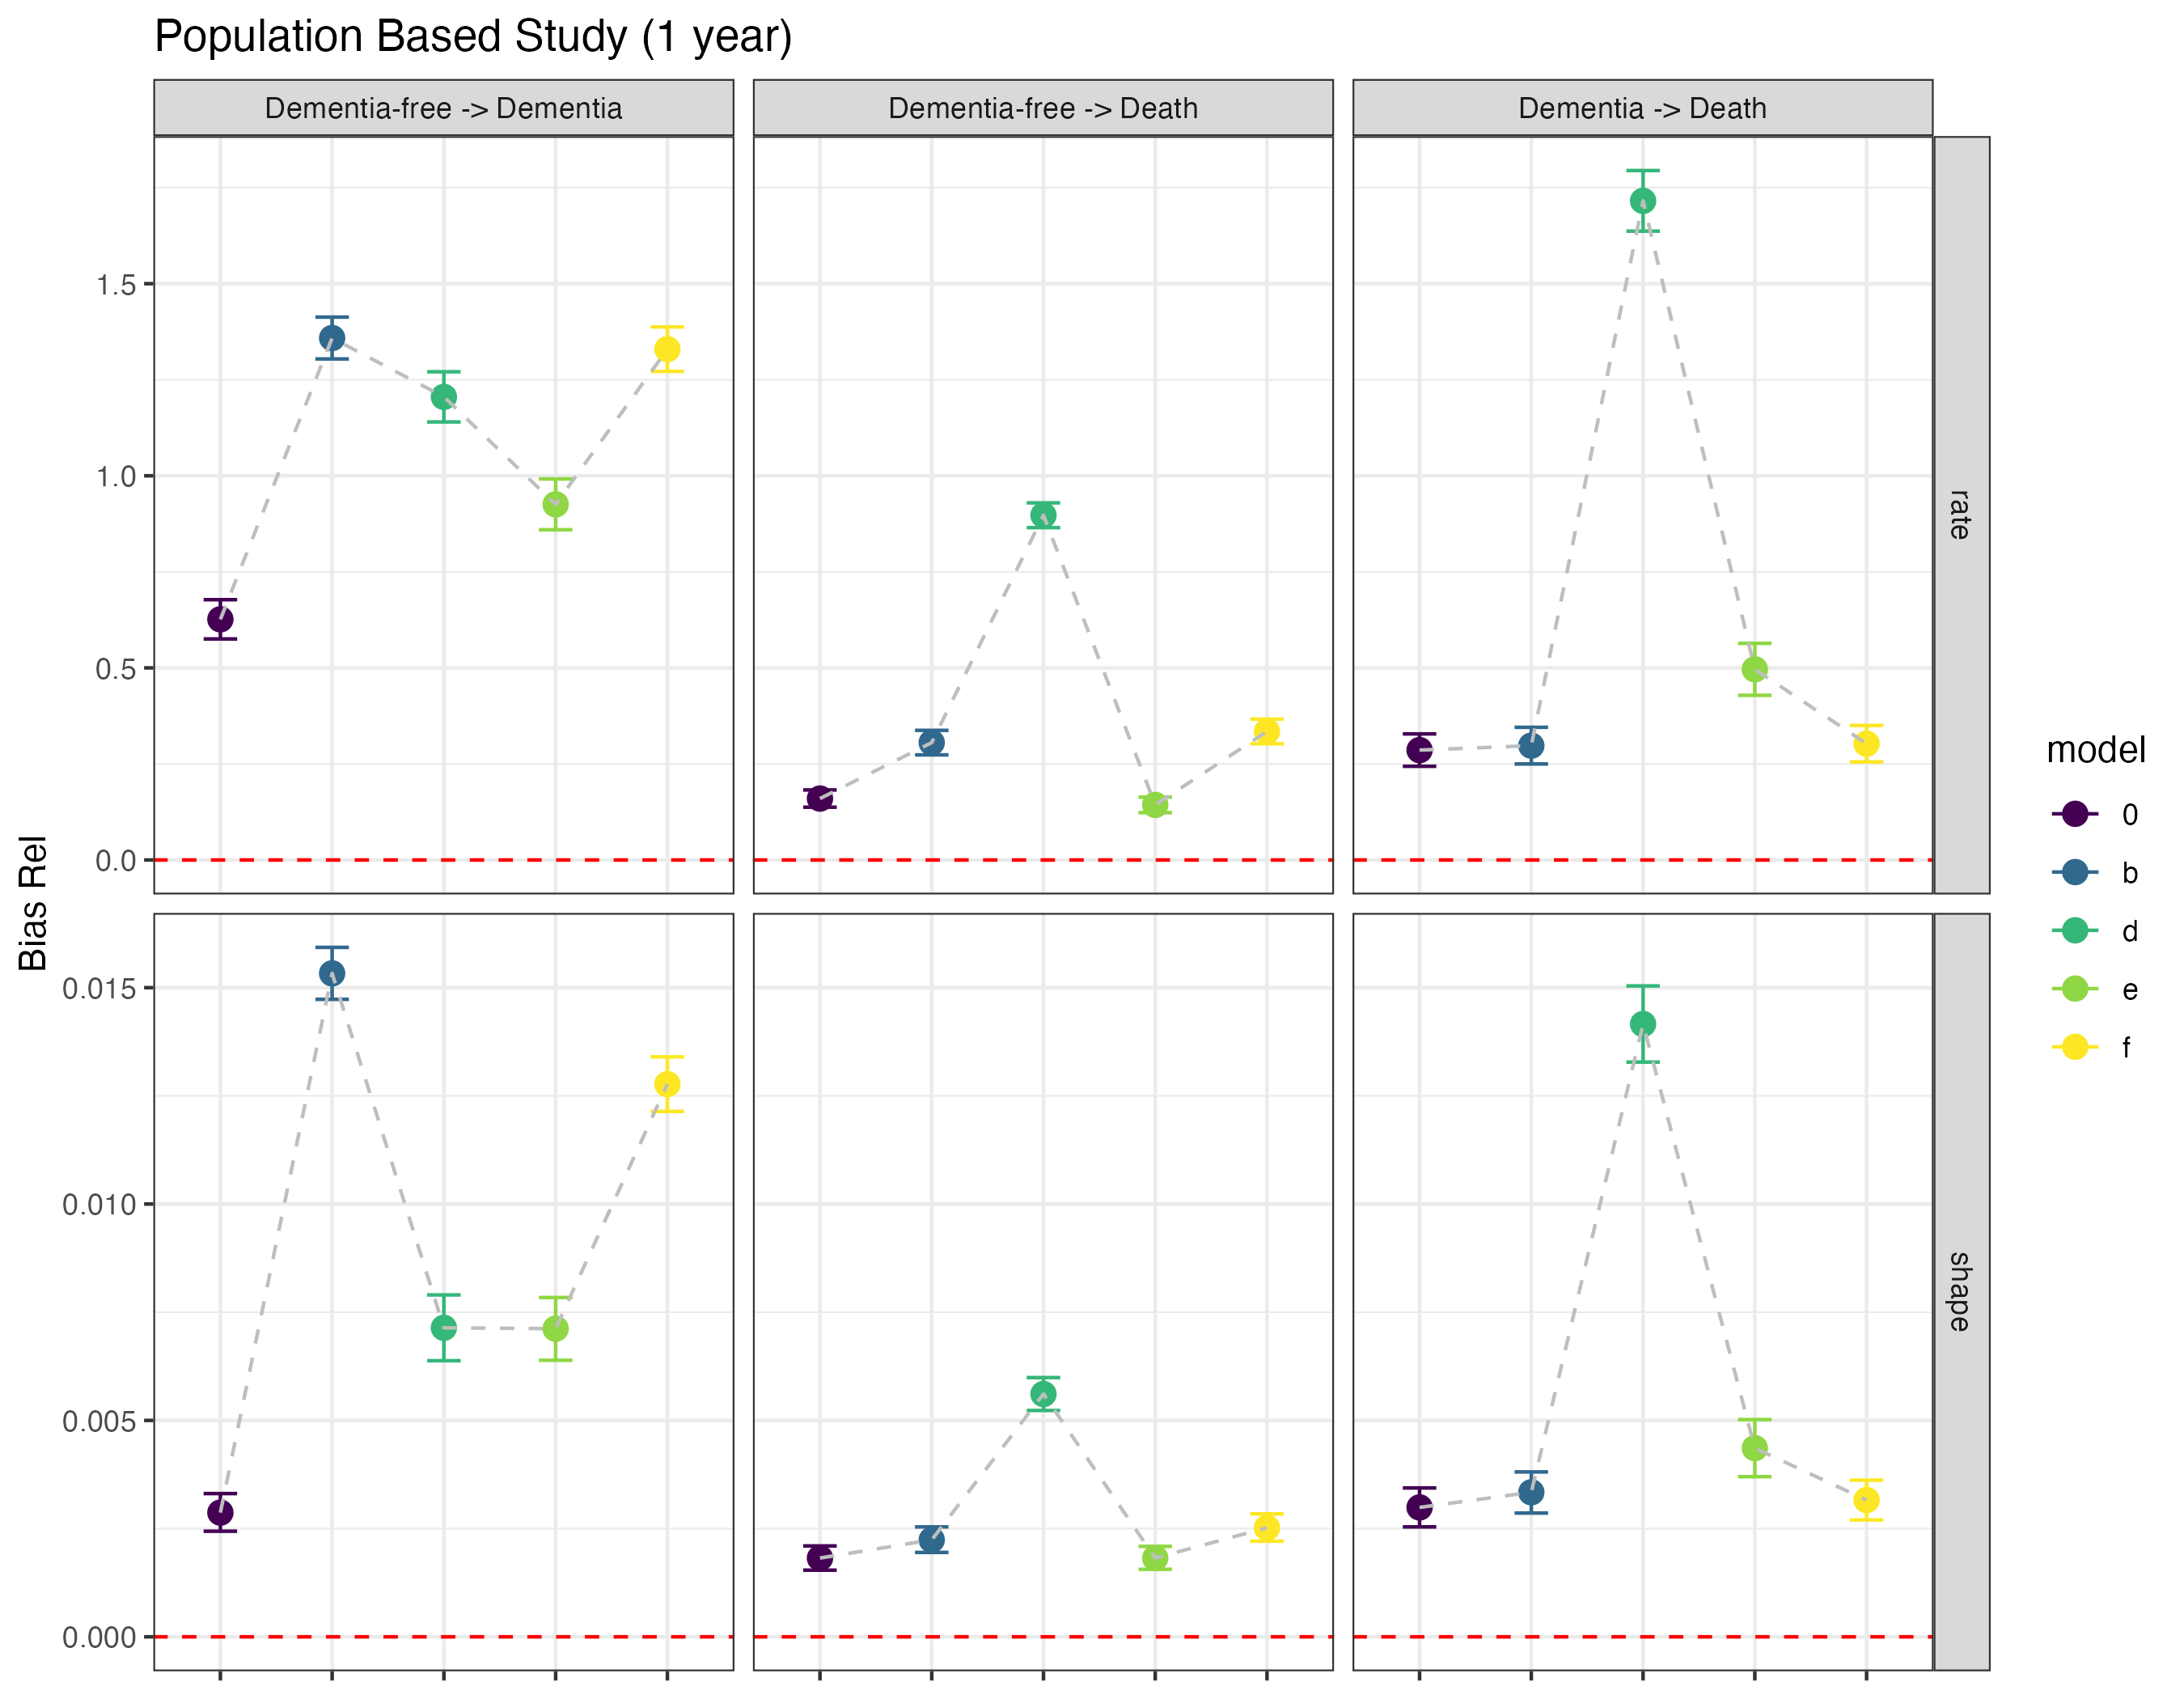 Population Based Study (1 year)
Dementia-free -> Dementia
Dementia-free -> Death
Dementia -> Death
1.5
1.0
0.5
0.0
rate
Bias Rel
0.015
0.010
0.005
0.000
shape
model
0
b
d
e
f